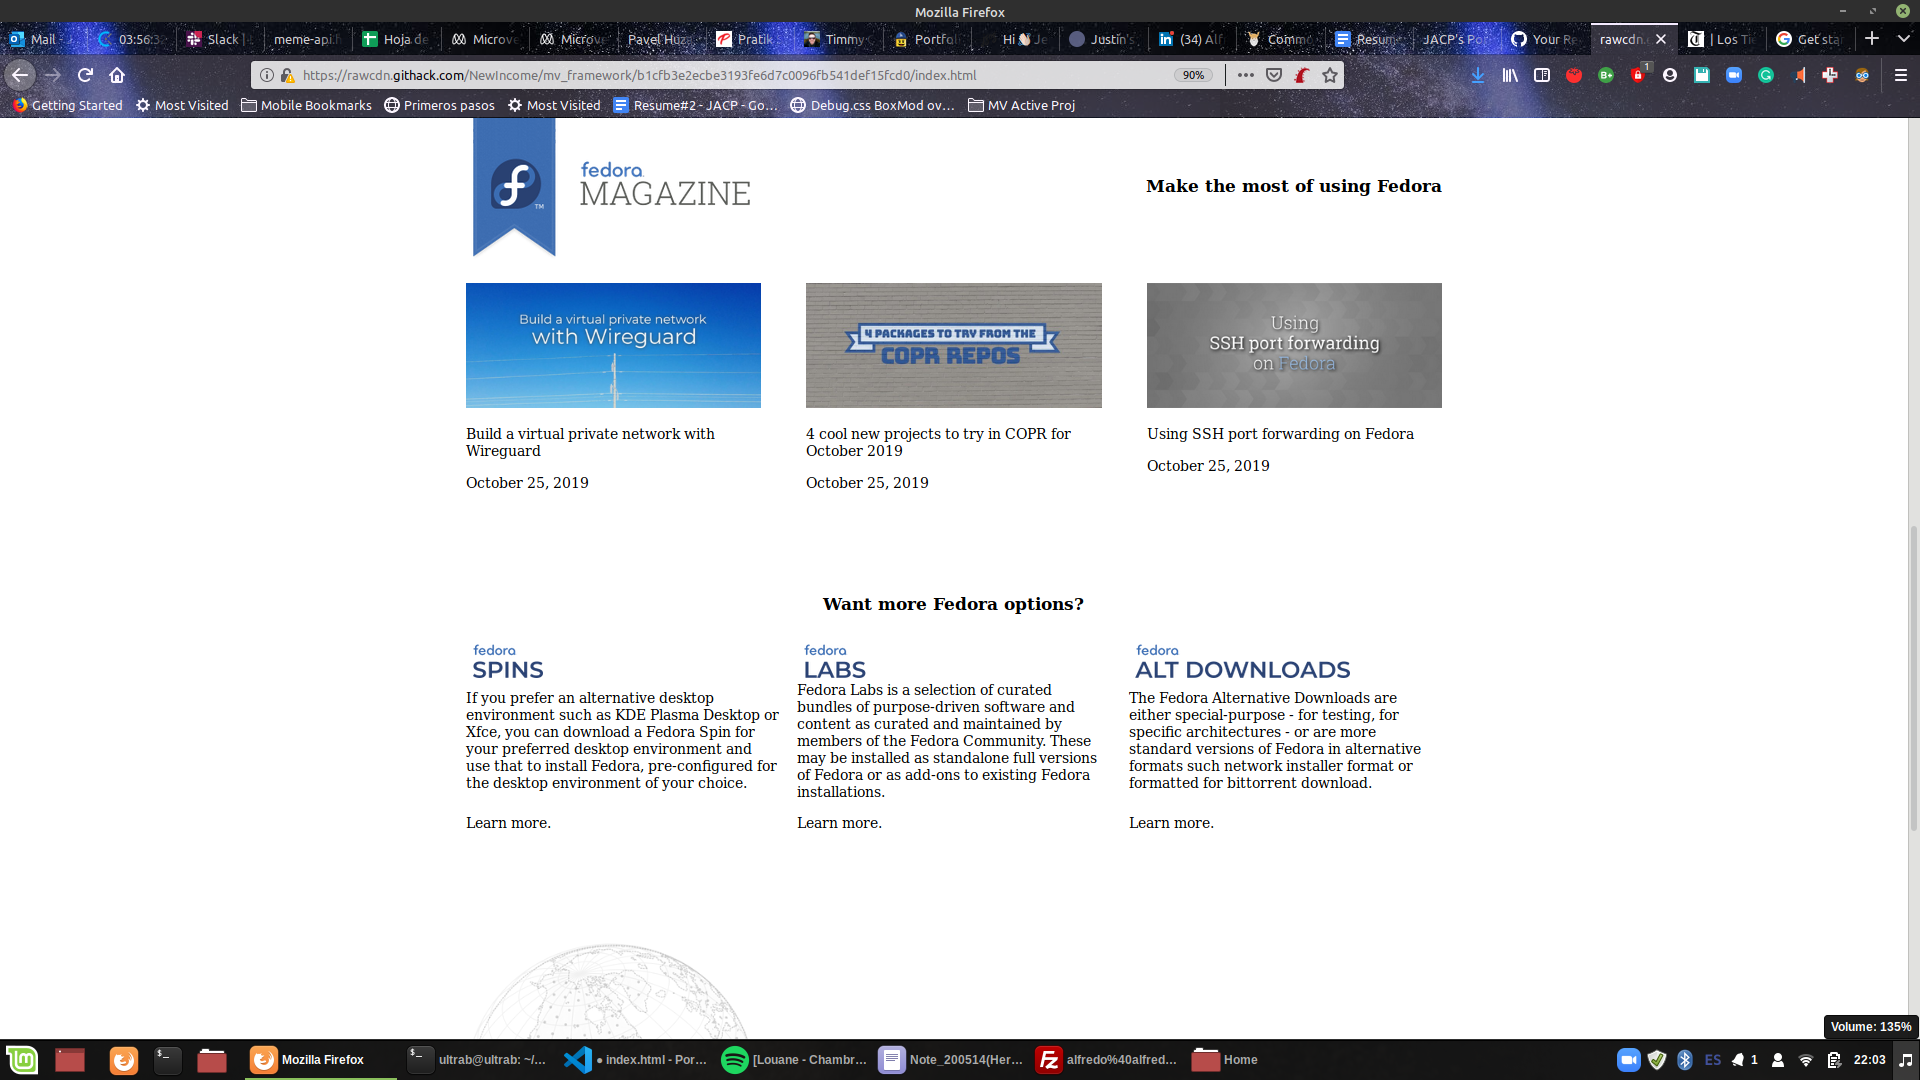 Mozilla Firefox
Mail
03:56:3
Slack |
meme-api.
Hoja de
Microve
Microve
Pavel Huza
Pratik
Timmy
Portfol
Hi Je
Justin's
(34) Alf
Commo
Resume
JACP's Po
Your Re
rawcdn.
| Los Tie
Get star
https://rawcdn.githack.com/NewIncome/mv_framework/b1cfb3e2ecbe3193fe6d7c0096fb541def15fcd0/index.html
90%
1
Getting Started
Most Visited
Mobile Bookmarks
Primeros pasos
Most Visited
Resume#2 - JACP - Go...
Debug.css BoxMod ov...
MV Active Proj
fedora
MAGAZINE
TM
Make the most of using Fedora
Build a virtual private network
with Wireguard
4 PACKAGES TO TRY FROM THE
COPR REPOS
Using
SSH port forwarding
on Fedora
Build a virtual private network with
Wireguard
October 25, 2019
4 cool new projects to try in COPR for
October 2019
October 25, 2019
Using SSH port forwarding on Fedora
October 25, 2019
Want more Fedora options?
fedora
SPINS
If you prefer an alternative desktop
environment such as KDE Plasma Desktop or
Xfce, you can download a Fedora Spin for
your preferred desktop environment and
use that to install Fedora, pre-configured for
the desktop environment of your choice.
Learn more.
fedora
LABS
Fedora Labs is a selection of curated
bundles of purpose-driven software and
content as curated and maintained by
members of the Fedora Community. These
may be installed as standalone full versions
of Fedora or as add-ons to existing Fedora
installations.
Learn more.
fedora
ALT DOWNLOADS
The Fedora Alternative Downloads are
either special-purpose - for testing, for
specific architectures - or are more
standard versions of Fedora in alternative
formats such network installer format or
formatted for bittorrent download.
Learn more.
Volume: 135%
Mozilla Firefox
ultrab@ultrab: ~/...
• index.html - Por...
[Louane - Chambr...
Note_200514(Her...
alfredo%40alfred...
Home
ES
1
22:03